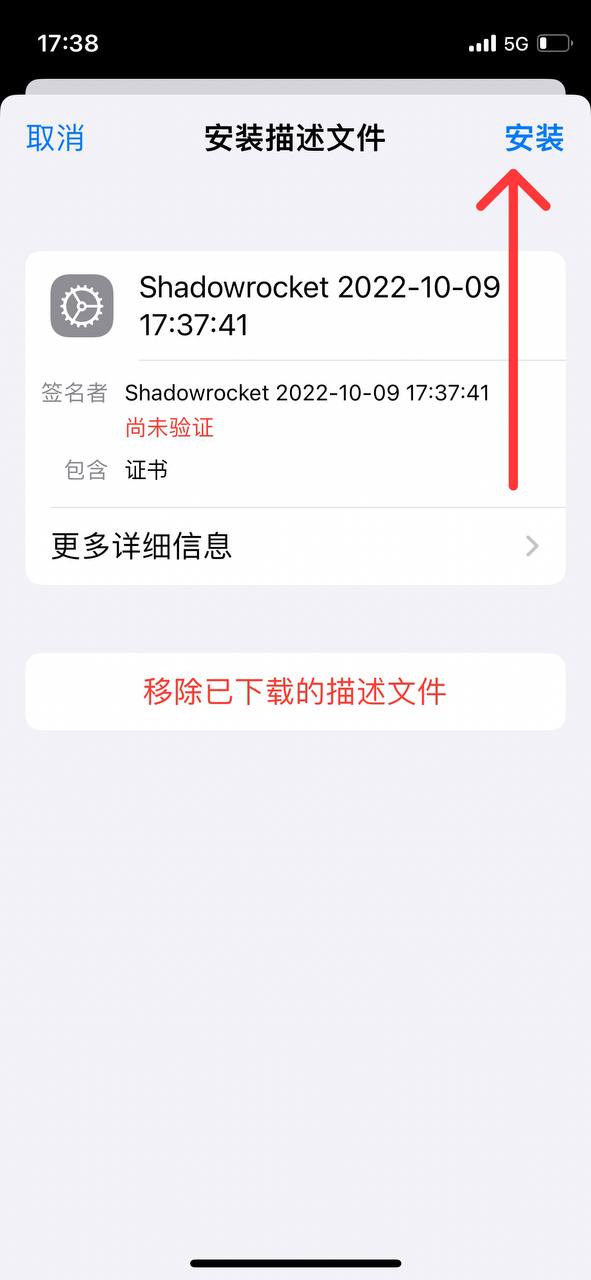 17:38
5G
取消
安装描述文件
安装
Shadowrocket 2022-10-09
17:37:41
签名者
Shadowrocket 2022-10-09 17:37:41
尚未验证
包含
证书
更多详细信息
移除已下载的描述文件